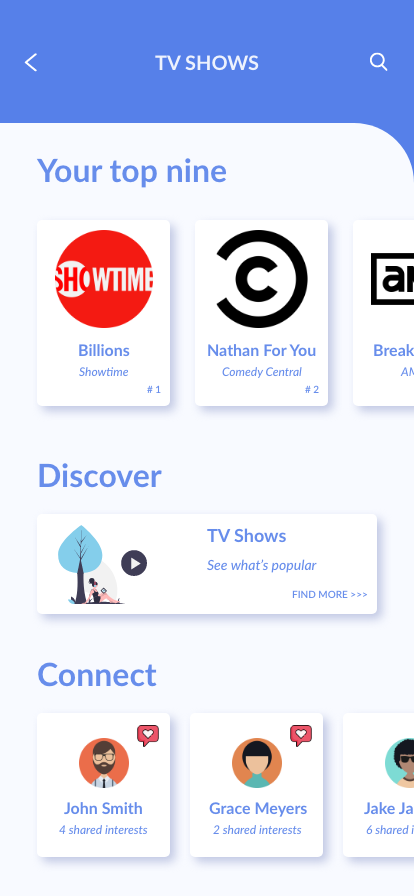 TV SHOWS
Your top nine
SHOWTIME
Billions
Showtime
# 1
Nathan For You
Comedy Central
# 2
Break
AM
Discover
TV Shows
See what's popular
FIND MORE >>>
Connect
John Smith
4 shared interests
Grace Meyers
2 shared interests
Jake Ja
6 shared i